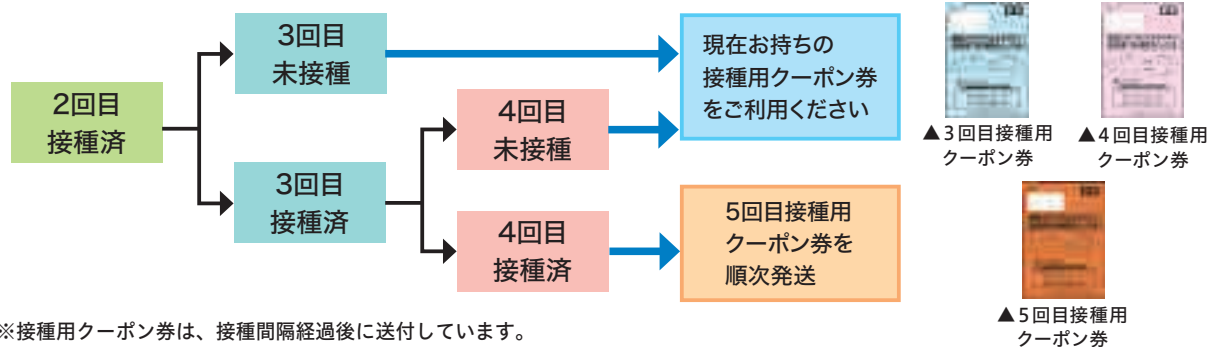 2回目
接種済
3回目
未接種
3回目
接種済
4回目
未接種
4回目
接種済
現在お持ちの
接種用クーポン券
をご利用ください
5回目接種用
クーポン券を
順次発送
▲3回目接種用
クーポン券
▲4回目接種用
クーポン券
▲5回目接種用
クーポン券
※接種用クーポン券は、接種間隔経過後に送付しています。